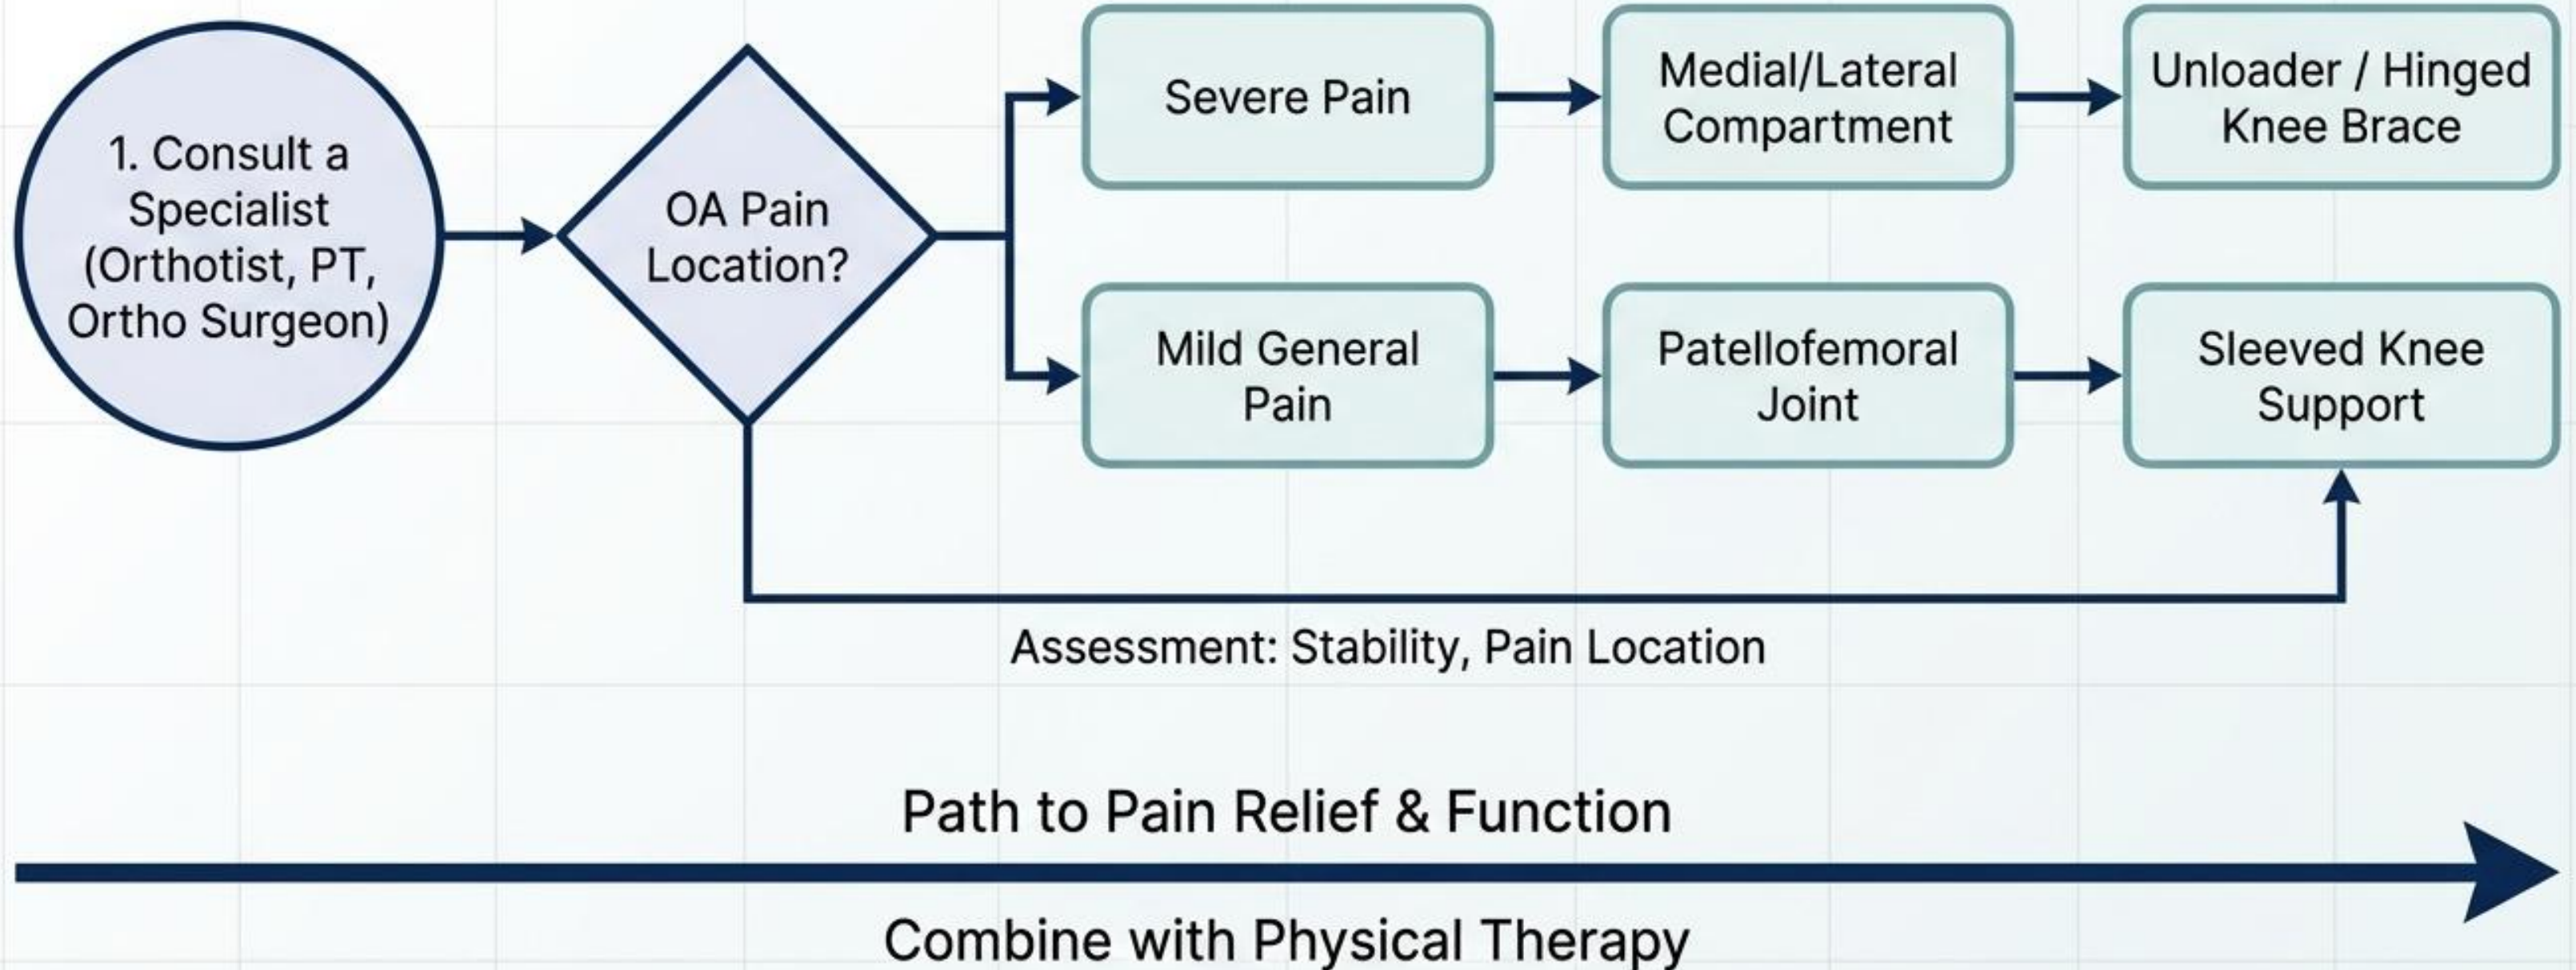 1. Consult a
Specialist
(Orthotist, PT,
Ortho Surgeon)
OA Pain
Location?
Severe Pain
Medial/Lateral
Compartment
Unloader / Hinged
Knee Brace
Mild General
Pain
Patellofemoral
Joint
Sleeved Knee
Support
Assessment: Stability, Pain Location
Path to Pain Relief & Function
Combine with Physical Therapy